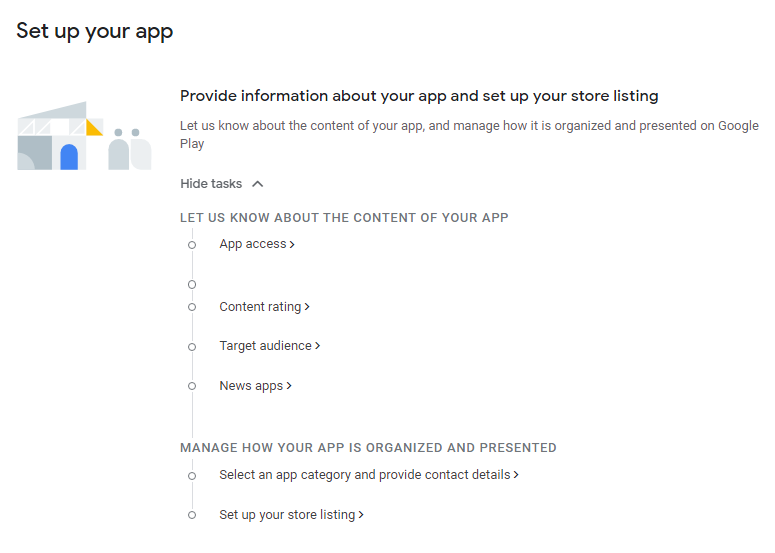 Set up your app
Provide information about your app and set up your store listing
Let us know about the content of your app, and manage how it is organized and presented on Google
Play
Hide tasks
LET US KNOW ABOUT THE CONTENT OF YOUR APP
App access
Content rating
Target audience
News apps
MANAGE HOW YOUR APP IS ORGANIZED AND PRESENTED
Select an app category and provide contact details
Set up your store listing